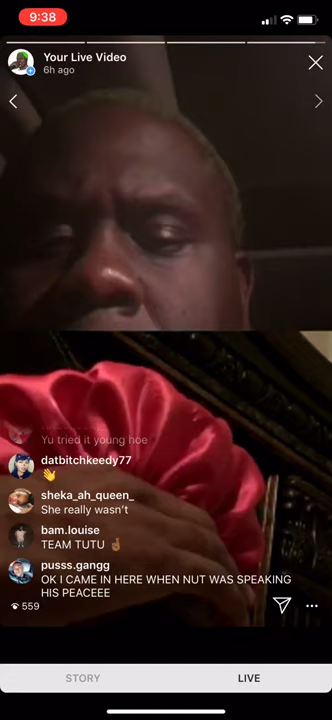 9:38
Your Live Video
6h ago
Yu tried it young hoe
datbitchkeedy77
👋
sheka_ah_queen_
She really wasn't
bam.louise
TEAM TUTU 🤞🏾
pusss.gangg
OK I CAME IN HERE WHEN NUT WAS SPEAKING
HIS PEACEEE
559
STORY
LIVE